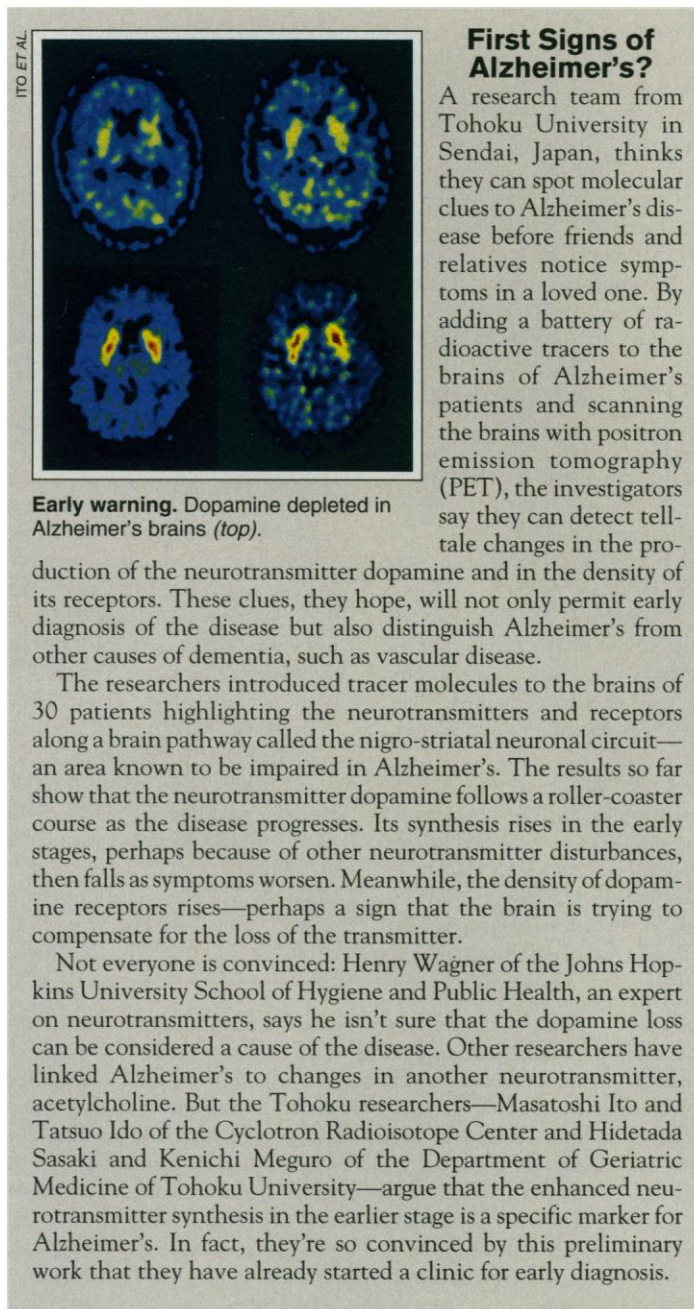 ITO ET AL.
First Signs of
Alzheimer's?
A research team from
Tohoku University in
Sendai, Japan, thinks
they can spot molecular
clues to Alzheimer's dis-
ease before friends and
relatives notice symp-
toms in a loved one. By
adding a battery of ra-
dioactive tracers to the
brains of Alzheimer's
patients and scanning
the brains with positron
emission tomography
(PET), the investigators
say they can detect tell-
tale changes in the pro-
Early warning. Dopamine depleted in
Alzheimer's brains (top).
duction of the neurotransmitter dopamine and in the density of
its receptors. These clues, they hope, will not only permit early
diagnosis of the disease but also distinguish Alzheimer's from
other causes of dementia, such as vascular disease.
The researchers introduced tracer molecules to the brains of
30 patients highlighting the neurotransmitters and receptors
along a brain pathway called the nigro-striatal neuronal circuit—
an area known to be impaired in Alzheimer's. The results so far
show that the neurotransmitter dopamine follows a roller-coaster
course as the disease progresses. Its synthesis rises in the early
stages, perhaps because of other neurotransmitter disturbances,
then falls as symptoms worsen. Meanwhile, the density of dopam-
ine receptors rises—perhaps a sign that the brain is trying to
compensate for the loss of the transmitter.
Not everyone is convinced: Henry Wagner of the Johns Hop-
kins University School of Hygiene and Public Health, an expert
on neurotransmitters, says he isn't sure that the dopamine loss
can be considered a cause of the disease. Other researchers have
linked Alzheimer's to changes in another neurotransmitter,
acetylcholine. But the Tohoku researchers—Masatoshi Ito and
Tatsuo Ido of the Cyclotron Radioisotope Center and Hidetada
Sasaki and Kenichi Meguro of the Department of Geriatric
Medicine of Tohoku University—argue that the enhanced neu-
rotransmitter synthesis in the earlier stage is a specific marker for
Alzheimer's. In fact, they're so convinced by this preliminary
work that they have already started a clinic for early diagnosis.